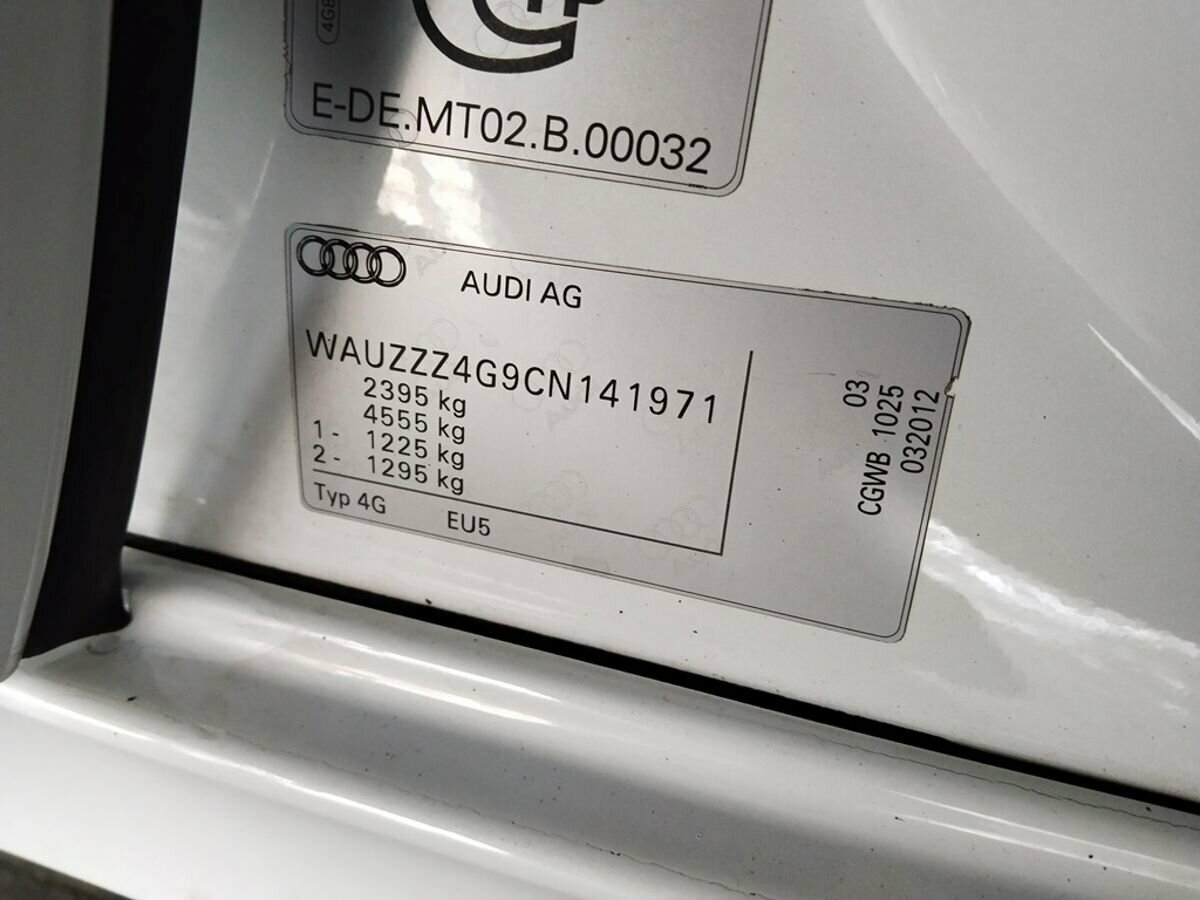 4G8
E-DE.MT02.B.00032
AUDI AG
WAUZZZ4G9CN141971
2395 kg
4555 kg
1- 1225 kg
2- 1295 kg
Typ 4G EU5
03
CGWB 1025
032012